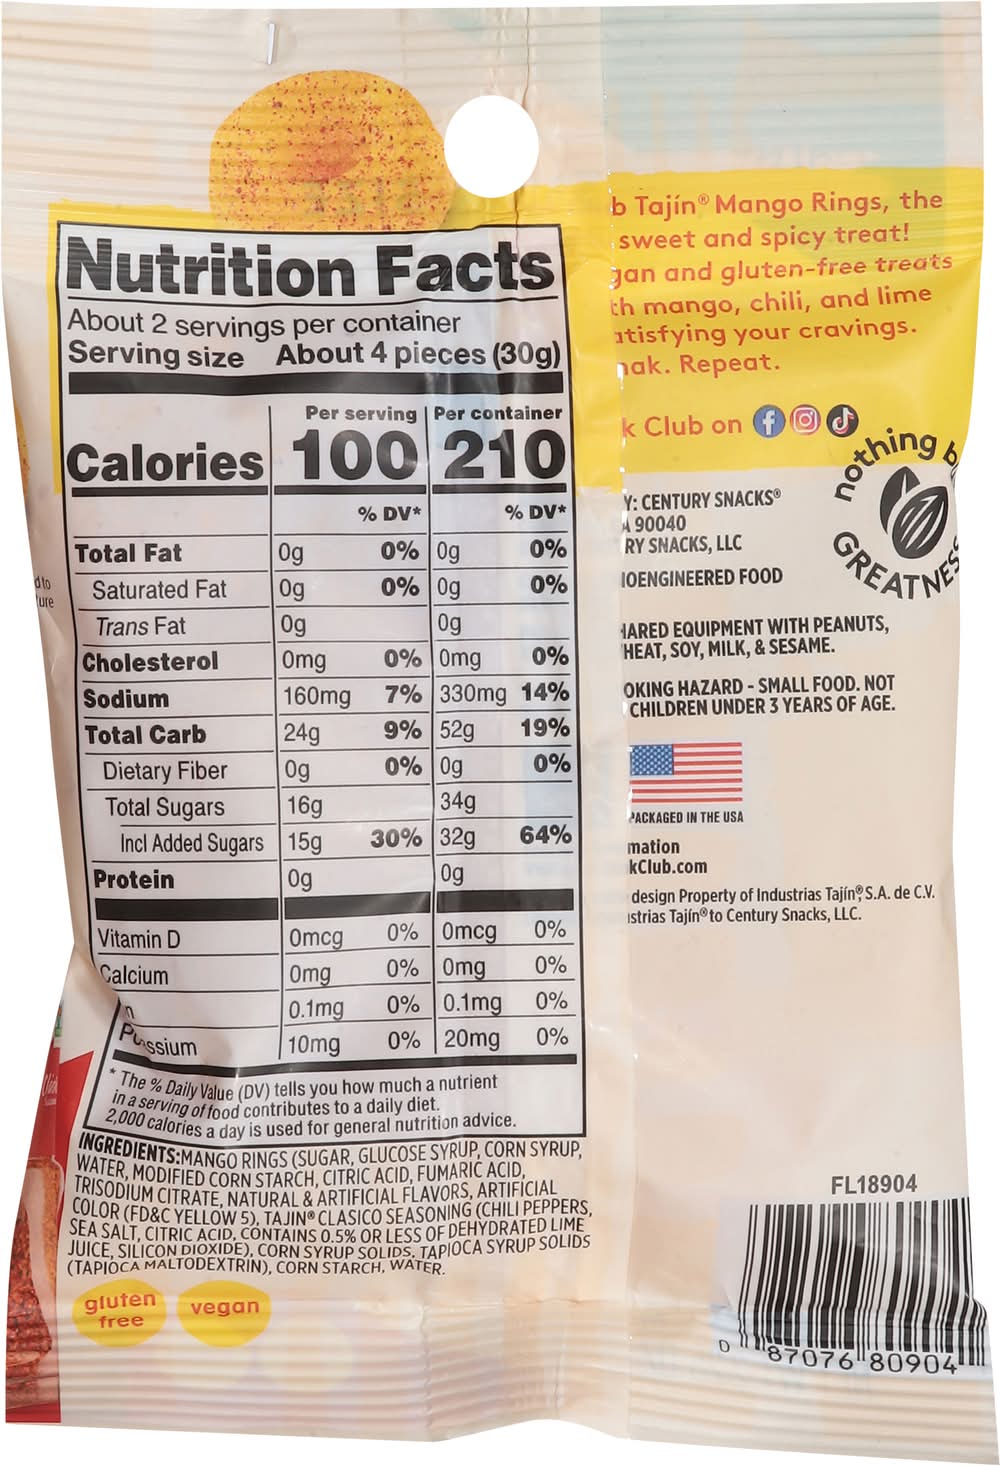 Nutrition Facts
About 2 servings per container
Serving size About 4 pieces (30g)
Per serving Per container
Calories 100 210
% DV* % DV*
Total Fat 0g 0% 0g 0%
Saturated Fat 0g 0% 0g 0%
Trans Fat 0g 0g
Cholesterol 0mg 0% 0mg 0%
Sodium 160mg 7% 330mg 14%
Total Carb 24g 9% 52g 19%
Dietary Fiber 0g 0% 0g 0%
Total Sugars 16g 34g
Incl Added Sugars 15g 30% 32g 64%
Protein 0g 0g
Vitamin D 0mcg 0% 0mcg 0%
Calcium 0mg 0% 0mg 0%
n 0.1mg 0% 0.1mg 0%
P ssium 10mg 0% 20mg 0%
* The % Daily Value (DV) tells you how much a nutrient
in a serving of food contributes to a daily diet.
2,000 calories a day is used for general nutrition advice.
INGREDIENTS:MANGO RINGS (SUGAR, GLUCOSE SYRUP, CORN SYRUP,
WATER, MODIFIED CORN STARCH, CITRIC ACID, FUMARIC ACID,
TRISODIUM CITRATE, NATURAL & ARTIFICIAL FLAVORS, ARTIFICIAL
COLOR (FD&C YELLOW 5), TAJIN® CLASICO SEASONING (CHILI PEPPERS,
SEA SALT, CITRIC ACID, CONTAINS 0.5% OR LESS OF DEHYDRATED LIME
JUICE, SILICON DIOXIDE), CORN SYRUP SOLIDS, TAPIOCA SYRUP SOLIDS
(TAPIOCA MALTODEXTRIN), CORN STARCH, WATER.
gluten
free
vegan
b Tajín® Mango Rings, the
sweet and spicy treat!
gan and gluten-free treats
th mango, chili, and lime
atisfying your cravings.
nak. Repeat.
k Club on
nothing b
GREATNES
Y: CENTURY SNACKS®
A 90040
RY SNACKS, LLC
IOENGINEERED FOOD
HARED EQUIPMENT WITH PEANUTS,
HEAT, SOY, MILK, & SESAME.
OKING HAZARD - SMALL FOOD. NOT
CHILDREN UNDER 3 YEARS OF AGE.
PACKAGED IN THE USA
mation
kClub.com
design Property of Industrias Tajín®, S.A. de C.V.
strias Tajín® to Century Snacks, LLC.
FL18904
0 87076 80904
d to
ure